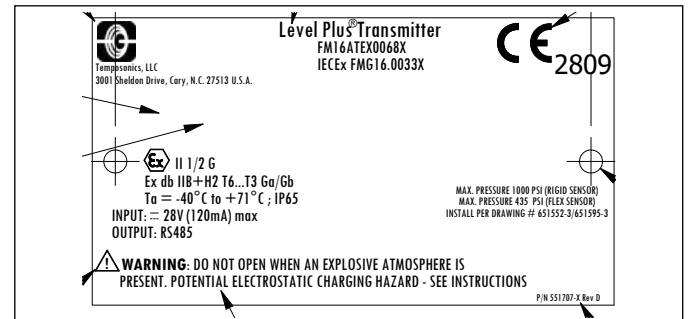 Level Plus® Transmitter
FM16ATEX0068X
IECEx FMG16.0033X
CE 2809
Temposonics, LLC
3001 Sheldon Drive, Cary, N.C. 27513 U.S.A.
Ex II 1/2 G
Ex db IIB+H2 T6...T3 Ga/Gb
Ta = -40°C to +71°C ; IP65
INPUT: ⎓ 28V (120mA) max
OUTPUT: RS485
MAX. PRESSURE 1000 PSI (RIGID SENSOR)
MAX. PRESSURE 435 PSI (FLEX SENSOR)
INSTALL PER DRAWING # 651552-3/651595-3
WARNING: DO NOT OPEN WHEN AN EXPLOSIVE ATMOSPHERE IS
PRESENT. POTENTIAL ELECTROSTATIC CHARGING HAZARD - SEE INSTRUCTIONS
P/N 551707-X Rev D